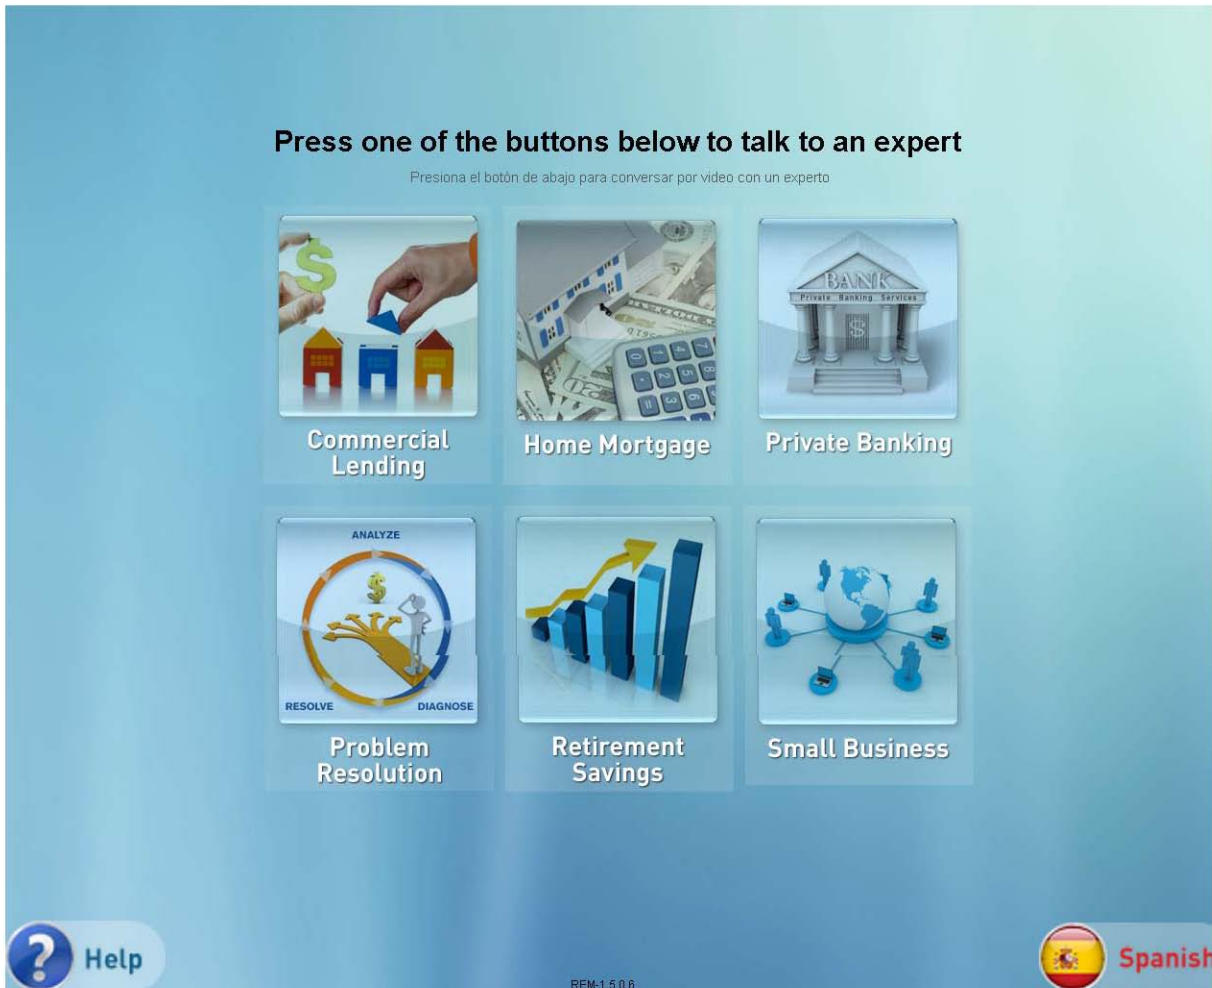 Press one of the buttons below to talk to an expert
Presiona el botòn de abajo para conversar por video con un experto
BANK
Private Banking Services
Commercial
Lending
Home Mortgage
Private Banking
ANALYZE
RESOLVE
DIAGNOSE
Problem
Resolution
Retirement
Savings
Small Business
Help
Spanish
REM-1.5.0.6